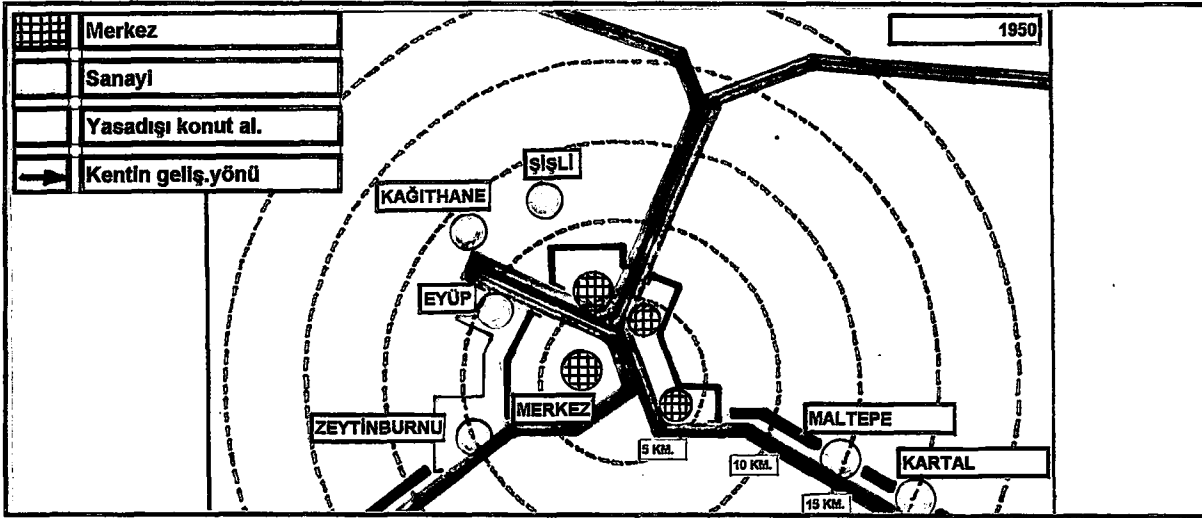 Merkez
1950
Sanayi
Yasadışı konut al.
Kentin geliş.yönü
ŞİŞLİ
KAĞITHANE
EYÜP
MERKEZ
MALTEPE
ZEYTİNBURNU
5 KM.
10 KM.
KARTAL
15 KM.